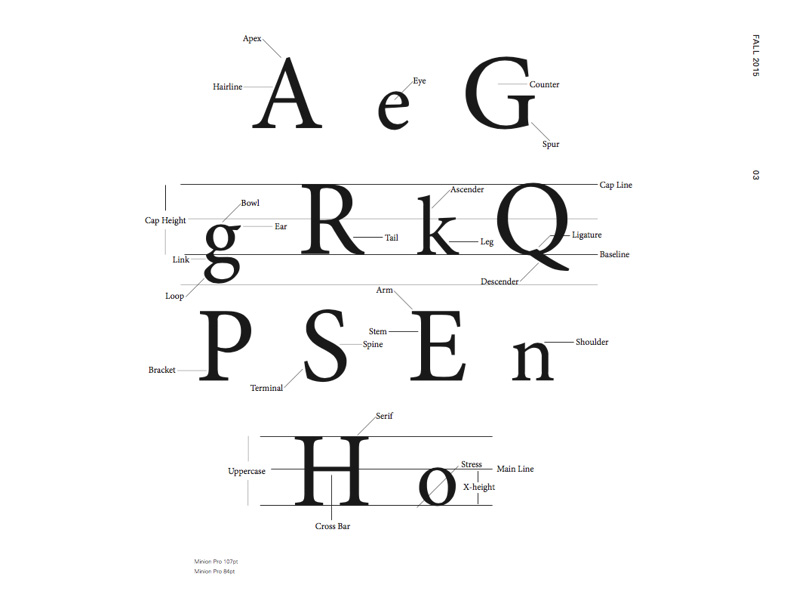 Apex
Hairline
A
Eye
e
G
Counter
Spur
FALL 2015
03
Cap Line
Cap Height
Bowl
Ear
g
Link
Loop
R
Tail
Ascender
k
Leg
Q
Ligature
Baseline
Descender
P
Bracket
S
Spine
Terminal
Arm
Stem
E
n
Shoulder
Serif
Uppercase
H
Cross Bar
o
Stress
Main Line
X-height
Minion Pro 107pt
Minion Pro 84pt